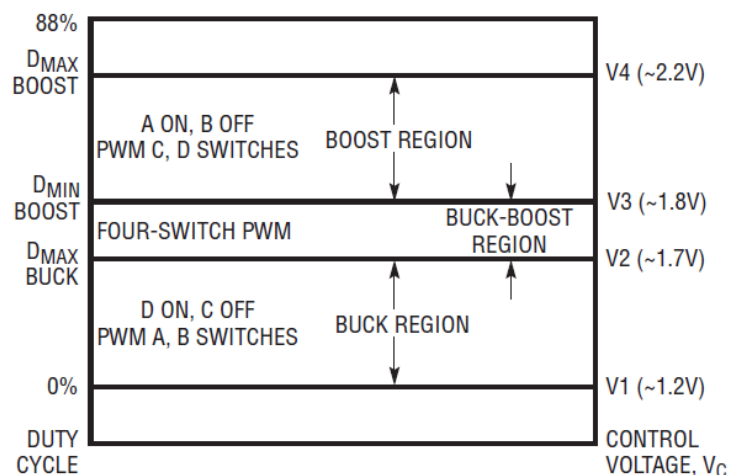 88%
DMAX
BOOST
V4 (~2.2V)
A ON, B OFF
PWM C, D SWITCHES
BOOST REGION
DMIN
BOOST
V3 (~1.8V)
FOUR-SWITCH PWM
BUCK-BOOST
REGION
DMAX
BUCK
V2 (~1.7V)
D ON, C OFF
PWM A, B SWITCHES
BUCK REGION
0%
V1 (~1.2V)
DUTY
CYCLE
CONTROL
VOLTAGE, VC